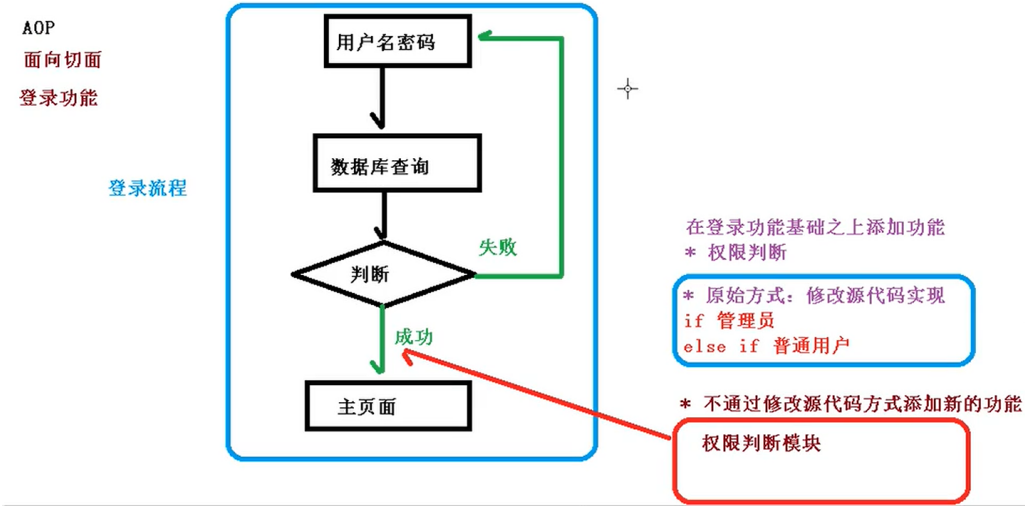 AOP
面向切面
登录功能
登录流程
用户名密码
数据库查询
判断
失败
成功
主页面
在登录功能基础之上添加功能
* 权限判断
* 原始方式：修改源代码实现
if 管理员
else if 普通用户
* 不通过修改源代码方式添加新的功能
权限判断模块